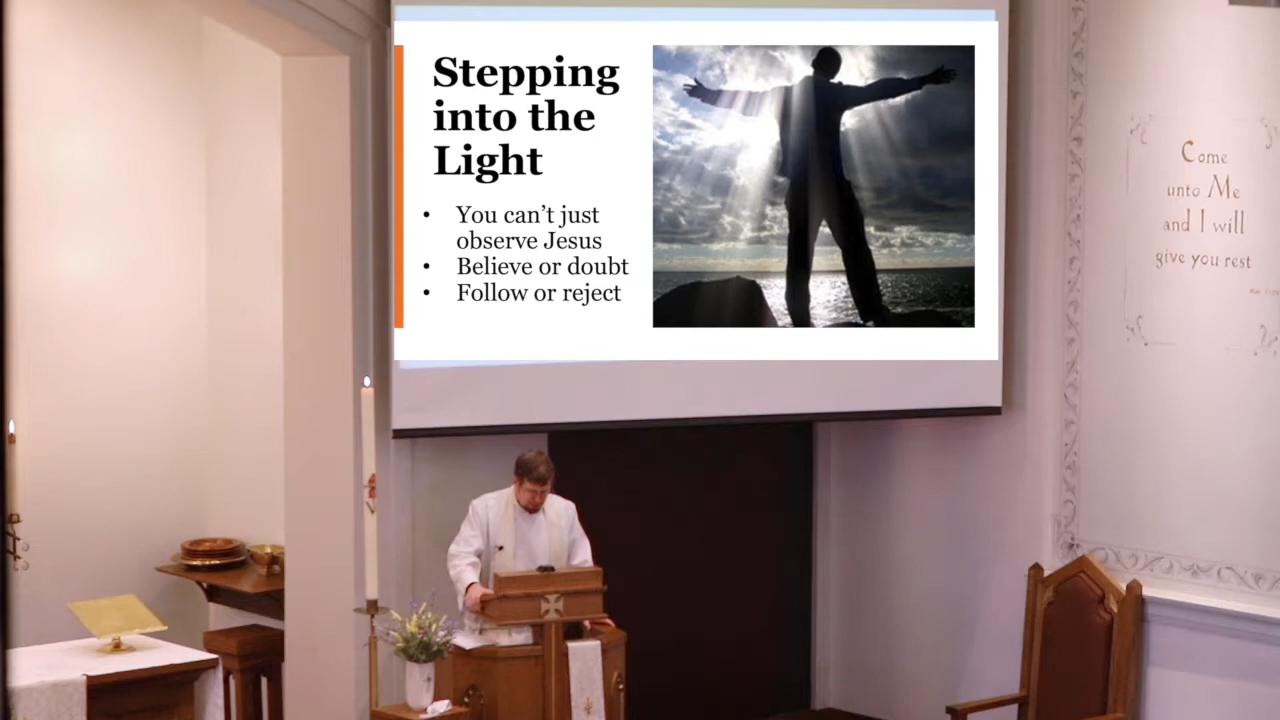 Stepping
into the
Light
• You can’t just
observe Jesus
• Believe or doubt
• Follow or reject
Come
unto Me
and I will
give you rest